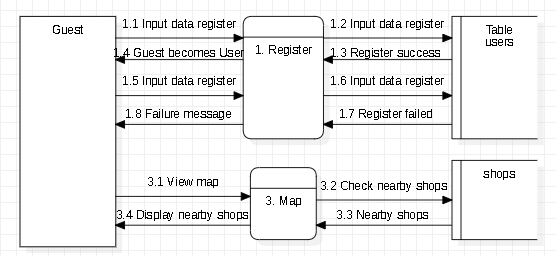 Guest
1.1 Input data register
1.2 Input data register
Table
users
1.4 Guest becomes User
1. Register
1.3 Register success
1.5 Input data register
1.6 Input data register
1.8 Failure message
1.7 Register failed
3.1 View map
3.2 Check nearby shops
shops
3. Map
3.4 Display nearby shops
3.3 Nearby shops